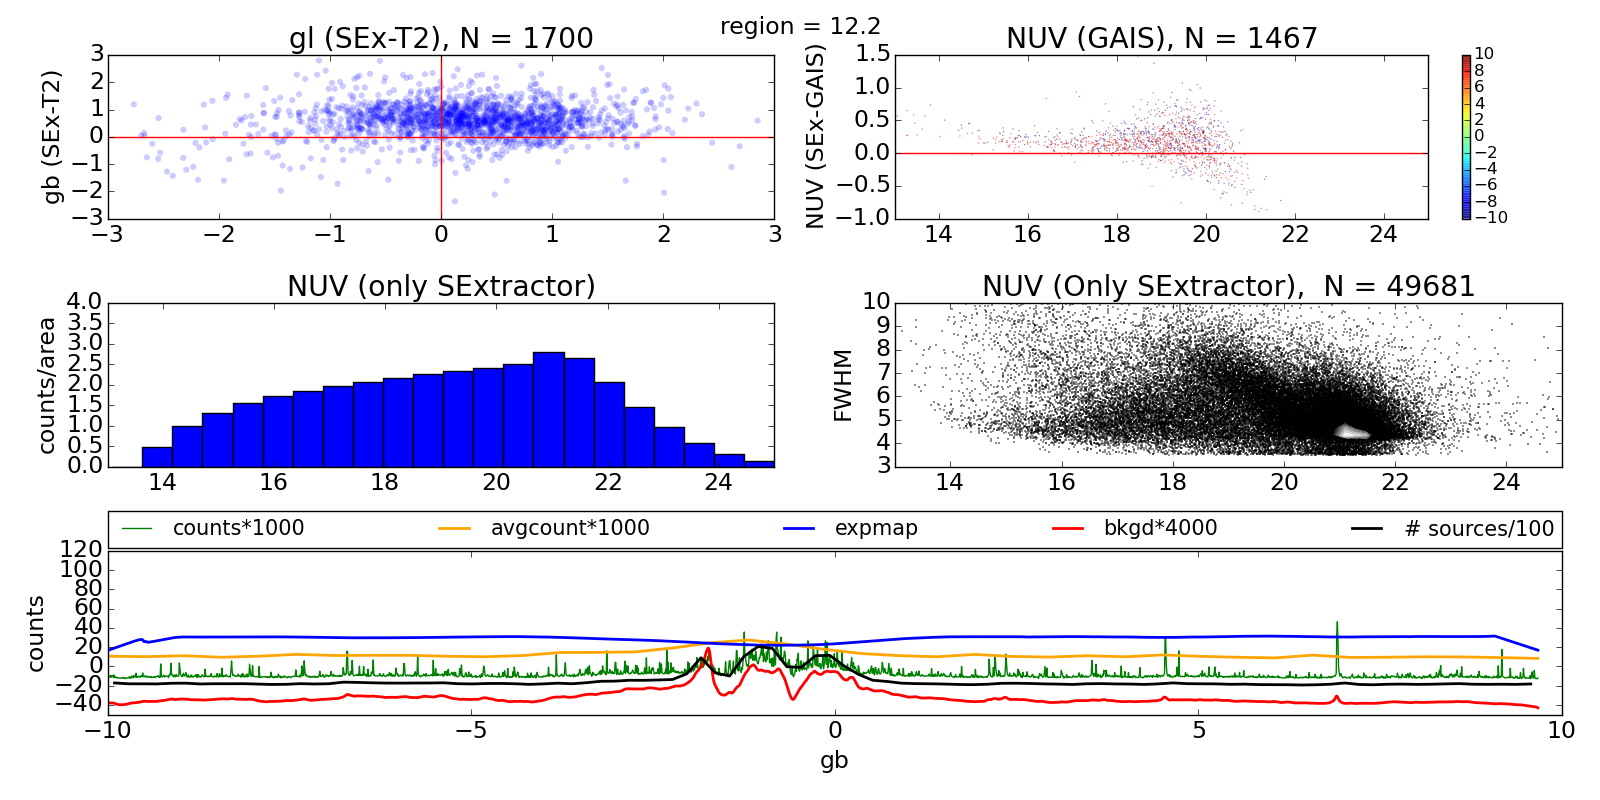 region = 12.2
gl (SEx-T2), N = 1700
gb (SEx-T2)
3
2
1
0
−1
−2
−3
−3 −2 −1 0 1 2 3
NUV (GAIS), N = 1467
NUV (SEx-GAIS)
1.5
1.0
0.5
0.0
−0.5
−1.0
14 16 18 20 22 24
10
8
6
4
2
0
−2
−4
−6
−8
−10
NUV (only SExtractor)
counts/area
4.0
3.5
3.0
2.5
2.0
1.5
1.0
0.5
0.0
14 16 18 20 22 24
NUV (Only SExtractor), N = 49681
FWHM
10
9
8
7
6
5
4
3
14 16 18 20 22 24
counts*1000 avgcount*1000 expmap bkgd*4000 # sources/100
counts
120
100
80
60
40
20
0
−20
−40
−10 −5 0 5 10
gb